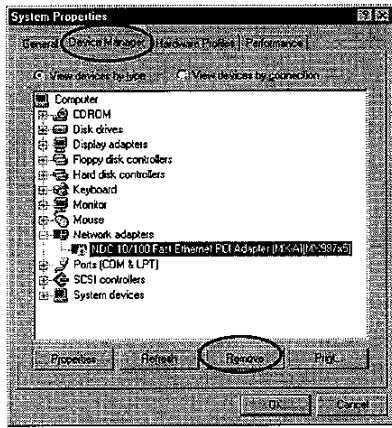 System Properties
General Device Manager Hardware Profiles Performance
View devices by type View devices by connection
Computer
CDROM
Disk drives
Display adapters
Floppy disk controllers
Hard disk controllers
Keyboard
Monitor
Mouse
Network adapters
NDC 10/100 Fast Ethernet PCI Adapter (MX-A)(MX987x5)
Ports (COM & LPT)
SCSI controllers
System devices
Properties Refresh Remove Print...
OK Cancel